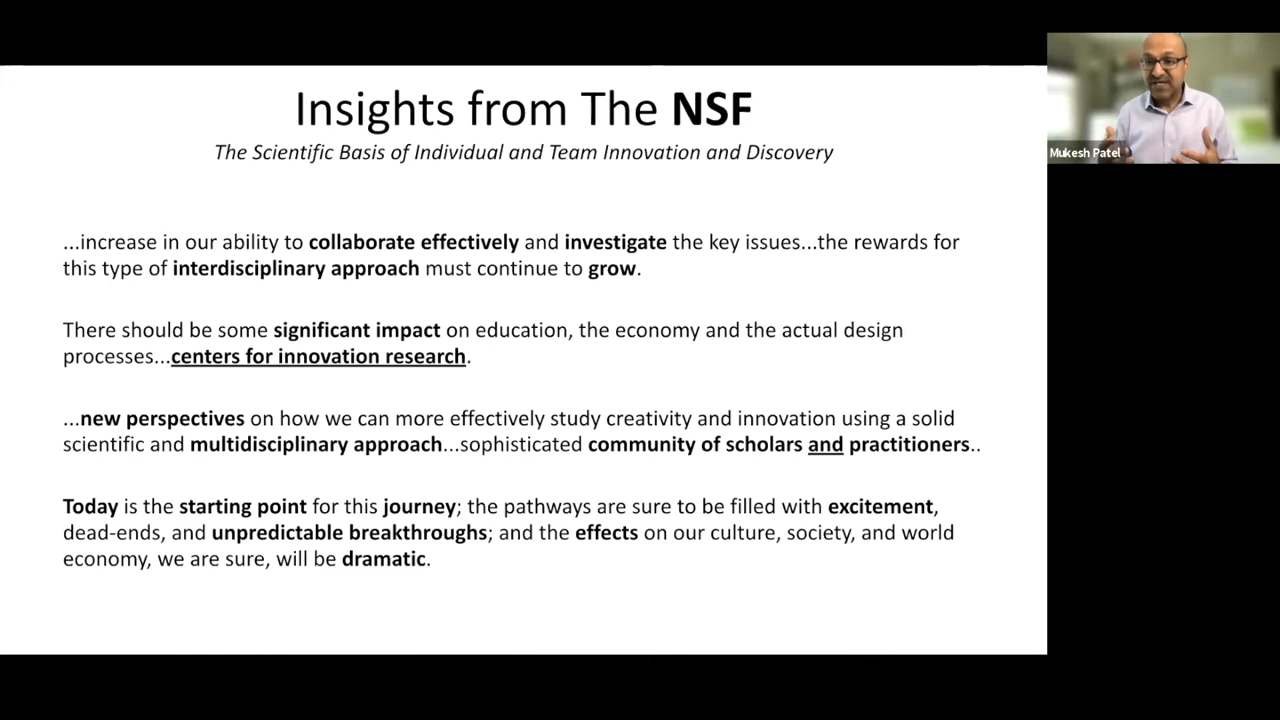 Insights from The NSF
The Scientific Basis of Individual and Team Innovation and Discovery
...increase in our ability to collaborate effectively and investigate the key issues...the rewards for
this type of interdisciplinary approach must continue to grow.
There should be some significant impact on education, the economy and the actual design
processes...centers for innovation research.
...new perspectives on how we can more effectively study creativity and innovation using a solid
scientific and multidisciplinary approach...sophisticated community of scholars and practitioners..
Today is the starting point for this journey; the pathways are sure to be filled with excitement,
dead-ends, and unpredictable breakthroughs; and the effects on our culture, society, and world
economy, we are sure, will be dramatic.
Mukesh Patel